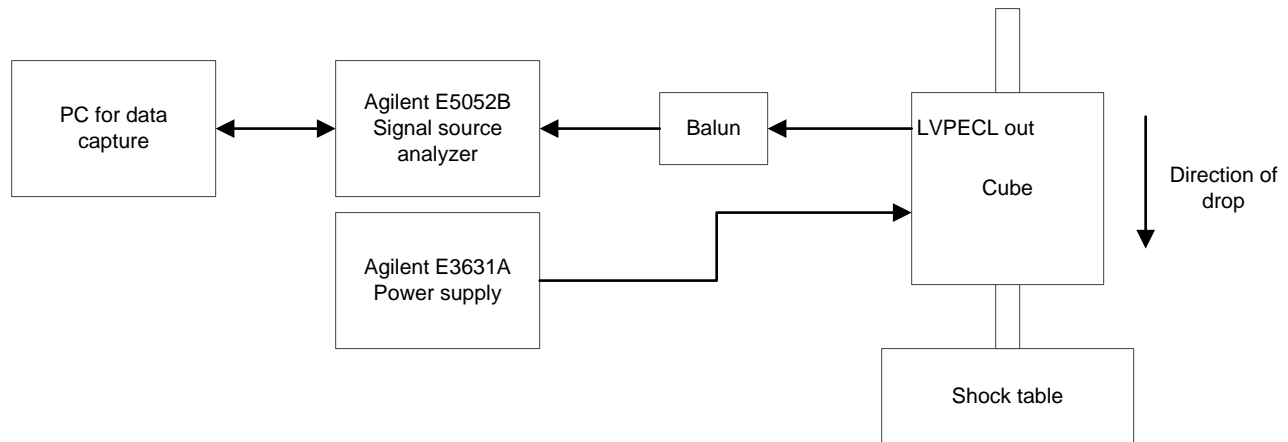 PC for data
capture
Agilent E5052B
Signal source
analyzer
Balun
LVPECL out
Cube
Direction of
drop
Agilent E3631A
Power supply
Shock table